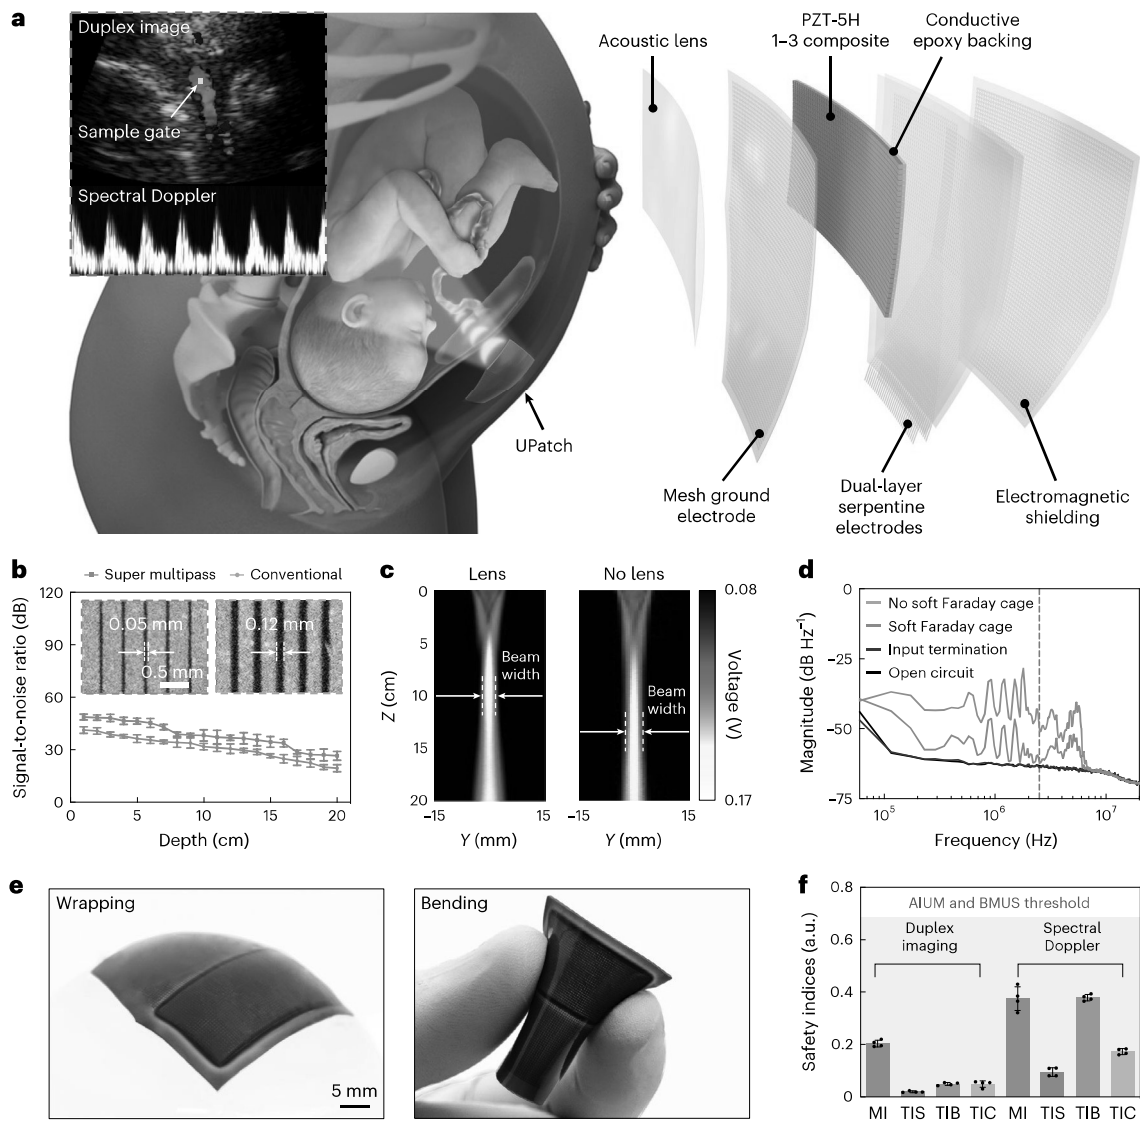 a
Duplex image
Sample gate
Spectral Doppler
UPatch
Acoustic lens
PZT-5H
1–3 composite
Conductive
epoxy backing
Mesh ground
electrode
Dual-layer
serpentine
electrodes
Electromagnetic
shielding
b
Super multipass
Conventional
Signal-to-noise ratio (dB)
120
90
60
30
0
0.05 mm
0.12 mm
0.5 mm
0 5 10 15 20
Depth (cm)
c
Lens
No lens
0
5
10
15
20
Z (cm)
Beam
width
Beam
width
–15 15
–15 15
Y (mm)
Y (mm)
0.08
Voltage (V)
0.17
d
0
–25
–50
–75
Magnitude (dB Hz⁻¹)
No soft Faraday cage
Soft Faraday cage
Input termination
Open circuit
10⁵ 10⁶ 10⁷
Frequency (Hz)
e
Wrapping
5 mm
Bending
f
Safety indices (a.u.)
0.8
0.6
0.4
0.2
0
AIUM and BMUS threshold
Duplex
imaging
Spectral
Doppler
MI TIS TIB TIC MI TIS TIB TIC